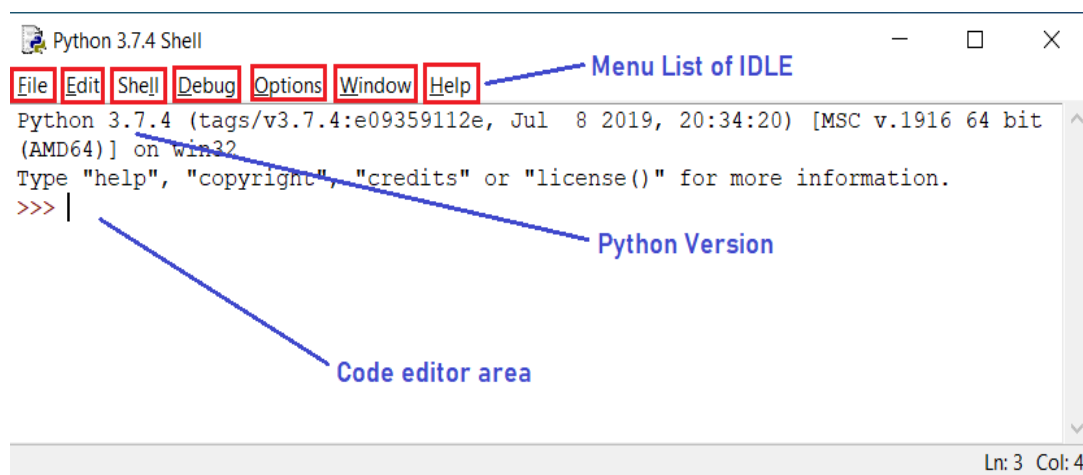 Python 3.7.4 Shell
File Edit Shell Debug Options Window Help
Menu List of IDLE
Python 3.7.4 (tags/v3.7.4:e09359112e, Jul  8 2019, 20:34:20) [MSC v.1916 64 bit
(AMD64)] on win32
Type "help", "copyright", "credits" or "license()" for more information.
>>>
Python Version
Code editor area
Ln: 3 Col: 4